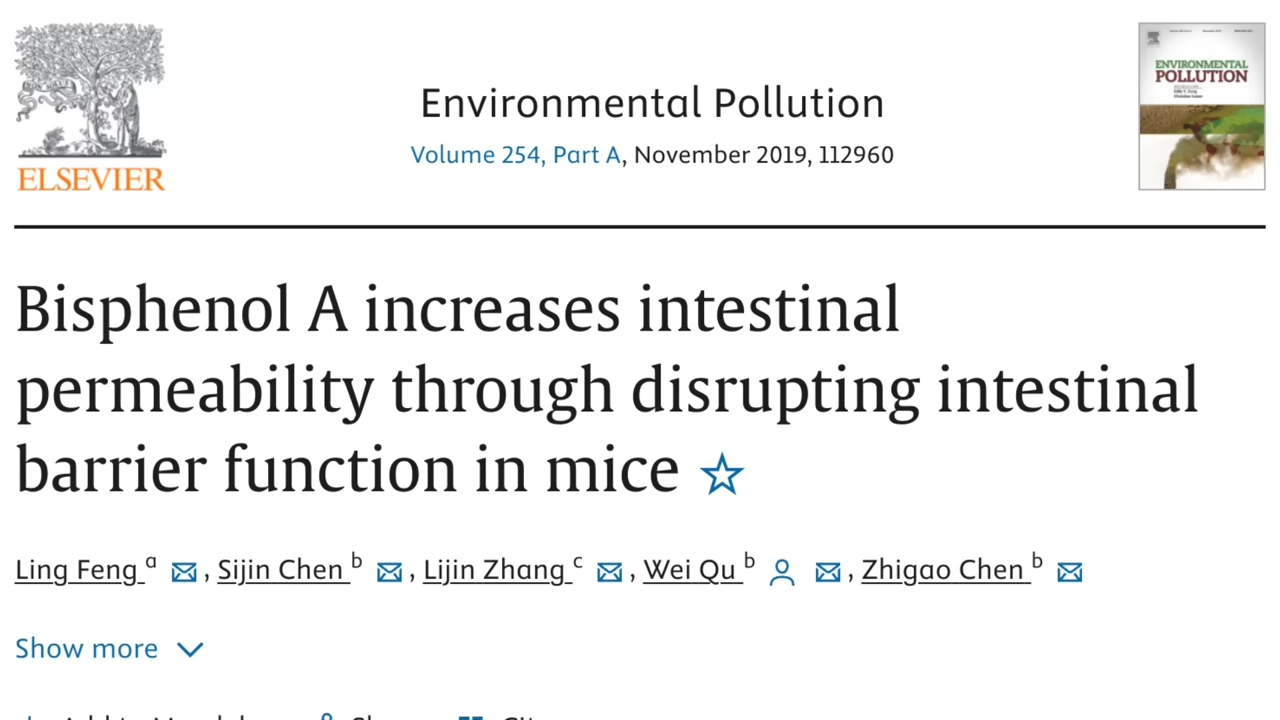 ELSEVIER
Environmental Pollution
Volume 254, Part A, November 2019, 112960
ENVIRONMENTAL
POLLUTION
Bisphenol A increases intestinal
permeability through disrupting intestinal
barrier function in mice
Ling Feng a, Sijin Chen b, Lijin Zhang c, Wei Qu b, Zhigao Chen b
Show more